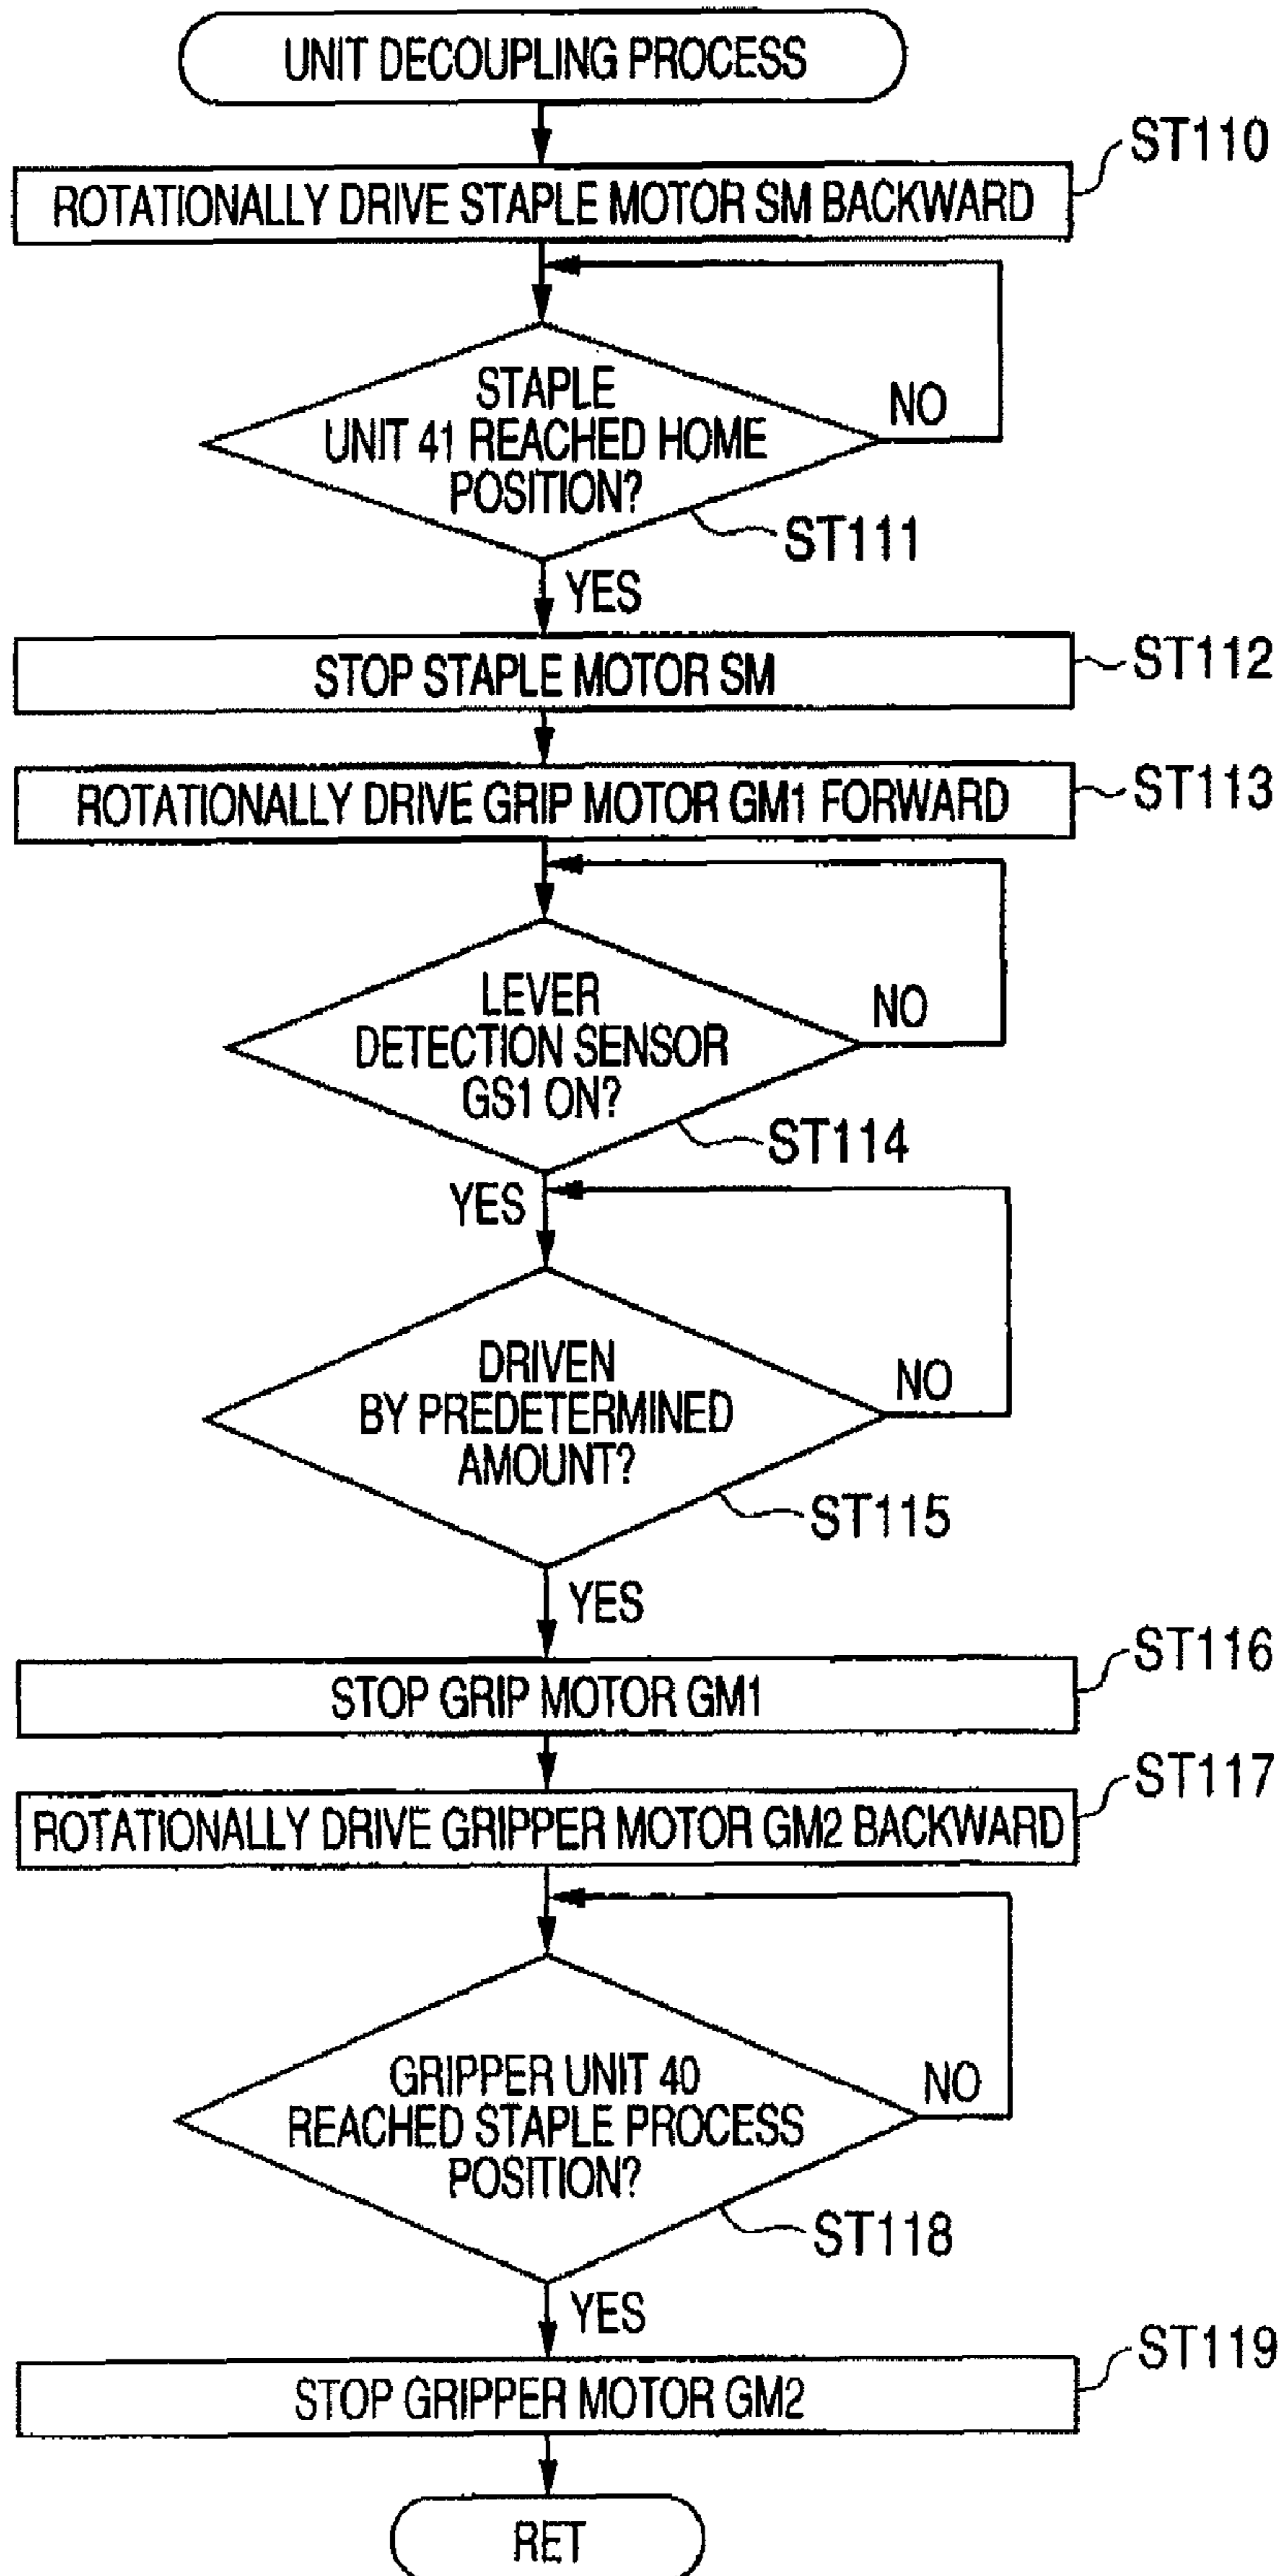 UNIT DECOUPLING PROCESS
ST110
ROTATIONALLY DRIVE STAPLE MOTOR SM BACKWARD
STAPLE
UNIT 41 REACHED HOME
POSITION?
NO
ST111
YES
STOP STAPLE MOTOR SM
ST112
ROTATIONALLY DRIVE GRIP MOTOR GM1 FORWARD
ST113
LEVER
DETECTION SENSOR
GS1 ON?
NO
ST114
YES
DRIVEN
BY PREDETERMINED
AMOUNT?
NO
ST115
YES
ST116
STOP GRIP MOTOR GM1
ST117
ROTATIONALLY DRIVE GRIPPER MOTOR GM2 BACKWARD
GRIPPER UNIT 40
REACHED STAPLE PROCESS
POSITION?
NO
ST118
YES
ST119
STOP GRIPPER MOTOR GM2
RET